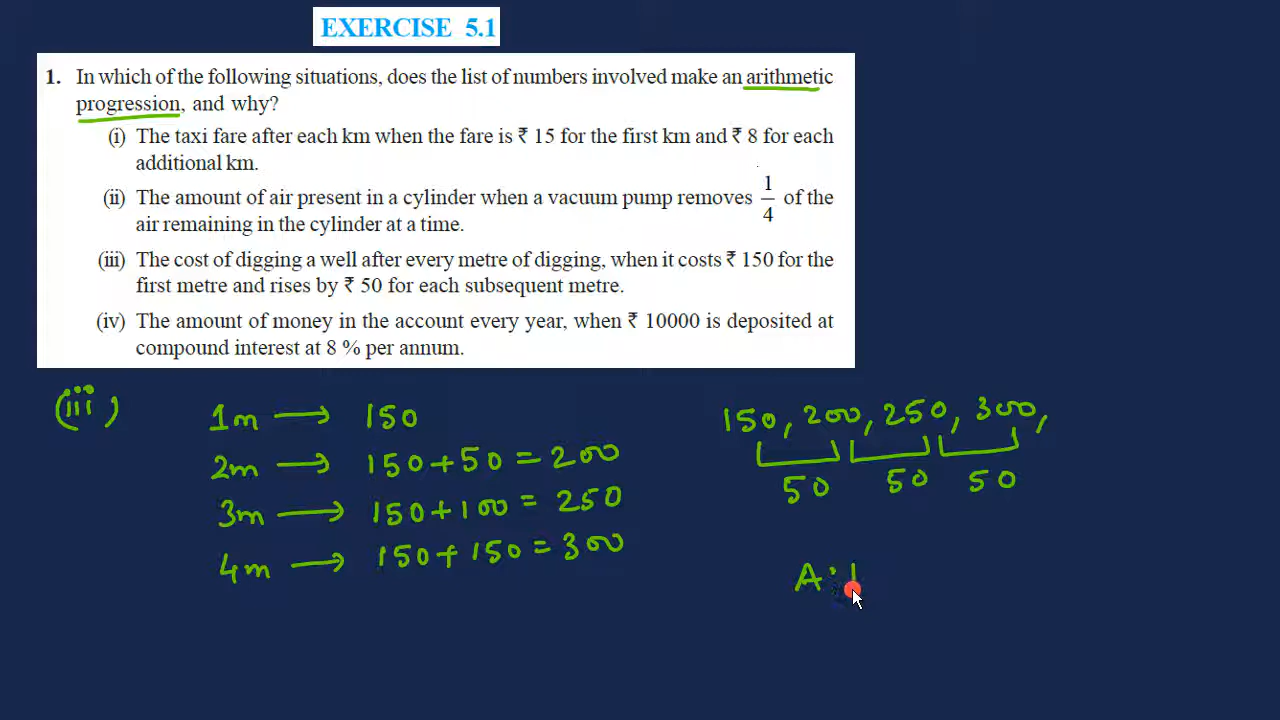 EXERCISE 5.1
1. In which of the following situations, does the list of numbers involved make an arithmetic
progression, and why?
(i) The taxi fare after each km when the fare is ₹ 15 for the first km and ₹ 8 for each
additional km.
(ii) The amount of air present in a cylinder when a vacuum pump removes 1/4 of the
air remaining in the cylinder at a time.
(iii) The cost of digging a well after every metre of digging, when it costs ₹ 150 for the
first metre and rises by ₹ 50 for each subsequent metre.
(iv) The amount of money in the account every year, when ₹ 10000 is deposited at
compound interest at 8 % per annum.
(iii) 1m → 150
2m → 150+50 = 200
3m → 150+100 = 250
4m → 150+150 = 300
150, 200, 250, 300,
50 50 50
A.